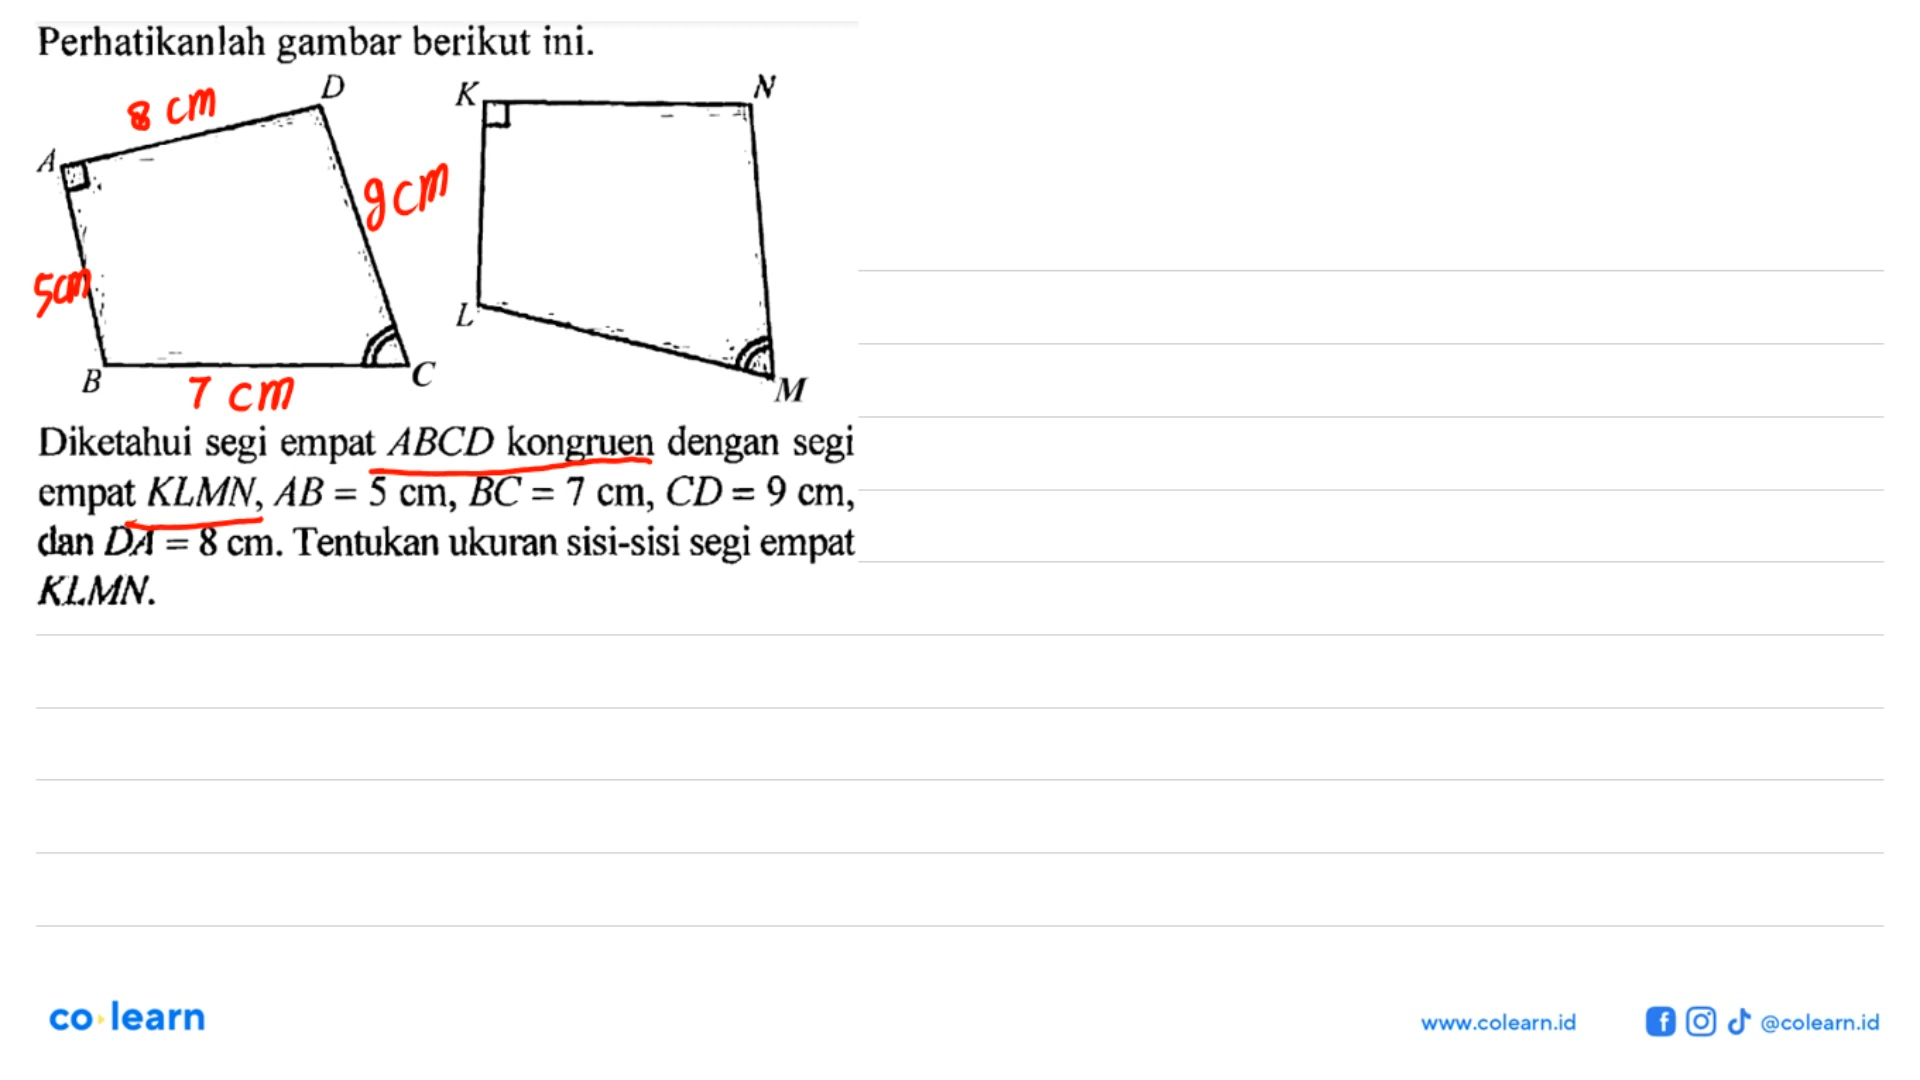 Perhatikanlah gambar berikut ini.
D
K
N
8 cm
A
9 cm
5 cm
L
B
7 cm
C
M
Diketahui segi empat ABCD kongruen dengan segi
empat KLMN, AB = 5 cm, BC = 7 cm, CD = 9 cm,
dan DA = 8 cm. Tentukan ukuran sisi-sisi segi empat
KLMN.
co learn
www.colearn.id
@colearn.id